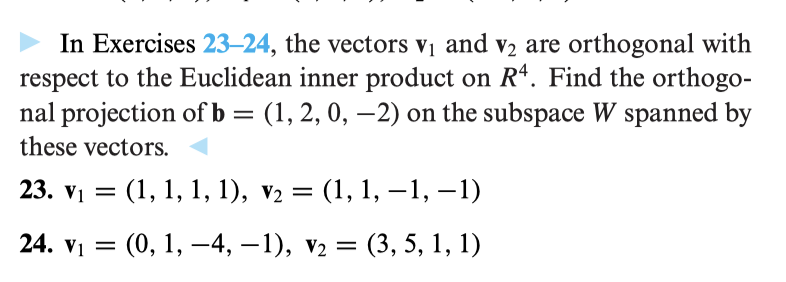 In Exercises 23–24, the vectors v₁ and v₂ are orthogonal with
respect to the Euclidean inner product on R⁴. Find the orthogo-
nal projection of b = (1, 2, 0, −2) on the subspace W spanned by
these vectors.
23. v₁ = (1, 1, 1, 1), v₂ = (1, 1, −1, −1)
24. v₁ = (0, 1, −4, −1), v₂ = (3, 5, 1, 1)